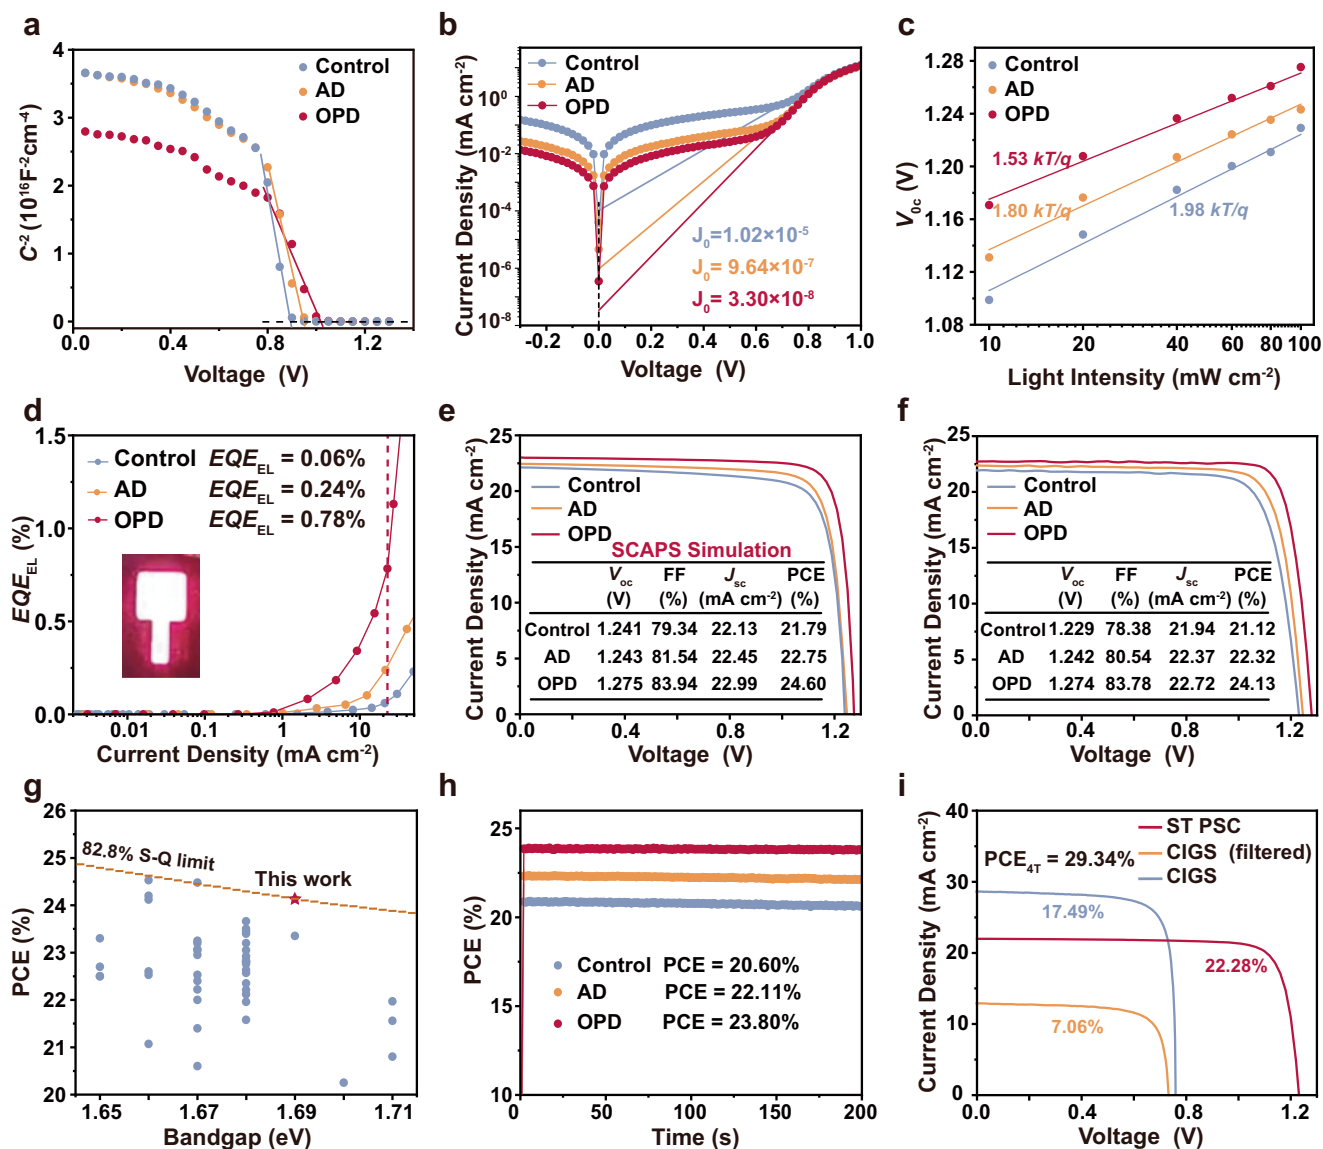 a
4
3
2
1
0
C-2 (10^16F-2cm-4)
Control
AD
OPD
0.0 0.4 0.8 1.2
Voltage (V)
b
10^0
10^-2
10^-4
10^-6
10^-8
Current Density (mA cm-2)
Control
AD
OPD
J0=1.02×10^-5
J0= 9.64×10^-7
J0= 3.30×10^-8
-0.2 0.0 0.2 0.4 0.6 0.8 1.0
Voltage (V)
c
1.28
1.24
1.20
1.16
1.12
1.08
V0c (V)
Control
AD
OPD
1.53 kT/q
1.80 kT/q
1.98 kT/q
10 20 40 60 80 100
Light Intensity (mW cm-2)
d
1.5
1.0
0.5
0.0
EQEEL (%)
Control EQEEL = 0.06%
AD EQEEL = 0.24%
OPD EQEEL = 0.78%
0.01 0.1 1 10
Current Density (mA cm-2)
e
25
20
15
10
5
0
Current Density (mA cm-2)
Control
AD
OPD
SCAPS Simulation
Voc FF Jsc PCE
(V) (%) (mA cm-2) (%)
Control 1.241 79.34 22.13 21.79
AD 1.243 81.54 22.45 22.75
OPD 1.275 83.94 22.99 24.60
0.0 0.4 0.8 1.2
Voltage (V)
f
25
20
15
10
5
0
Current Density (mA cm-2)
Control
AD
OPD
Voc FF Jsc PCE
(V) (%) (mA cm-2) (%)
Control 1.229 78.38 21.94 21.12
AD 1.242 80.54 22.37 22.32
OPD 1.274 83.78 22.72 24.13
0.0 0.4 0.8 1.2
Voltage (V)
g
26
25
24
23
22
21
20
PCE (%)
82.8% S-Q limit
This work
1.65 1.67 1.69 1.71
Bandgap (eV)
h
25
20
15
10
PCE (%)
Control PCE = 20.60%
AD PCE = 22.11%
OPD PCE = 23.80%
0 50 100 150 200
Time (s)
i
40
30
20
10
0
Current Density (mA cm-2)
ST PSC
CIGS (filtered)
CIGS
PCE4T = 29.34%
17.49%
22.28%
7.06%
0.0 0.4 0.8 1.2
Voltage (V)